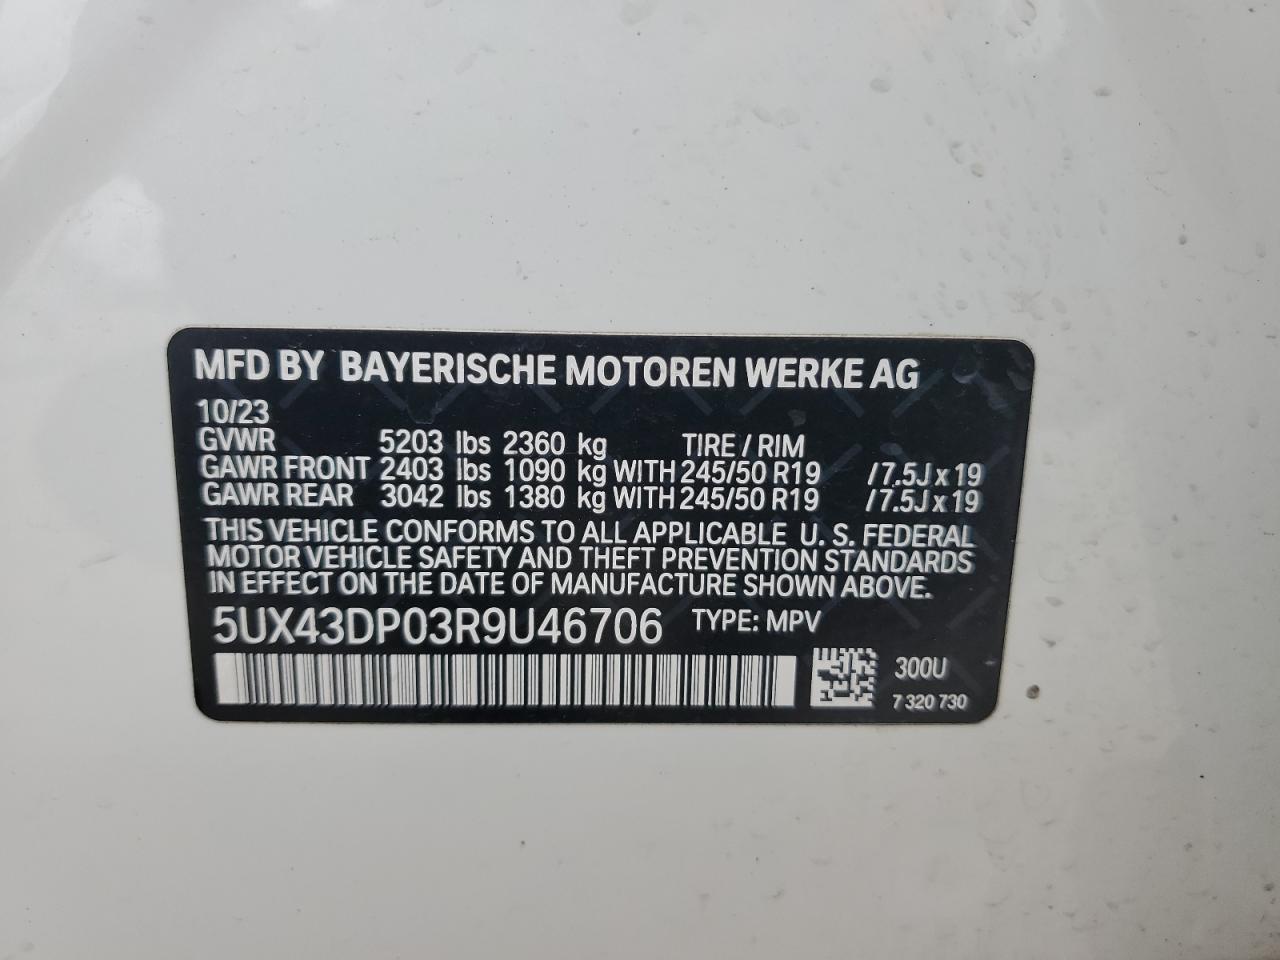 MFD BY BAYERISCHE MOTOREN WERKE AG
10/23
GVWR 5203 lbs 2360 kg TIRE / RIM
GAWR FRONT 2403 lbs 1090 kg WITH 245/50 R19 /7.5J x 19
GAWR REAR 3042 lbs 1380 kg WITH 245/50 R19 /7.5J x 19
THIS VEHICLE CONFORMS TO ALL APPLICABLE U. S. FEDERAL
MOTOR VEHICLE SAFETY AND THEFT PREVENTION STANDARDS
IN EFFECT ON THE DATE OF MANUFACTURE SHOWN ABOVE.
5UX43DP03R9U46706 TYPE: MPV
300U
7 320 730